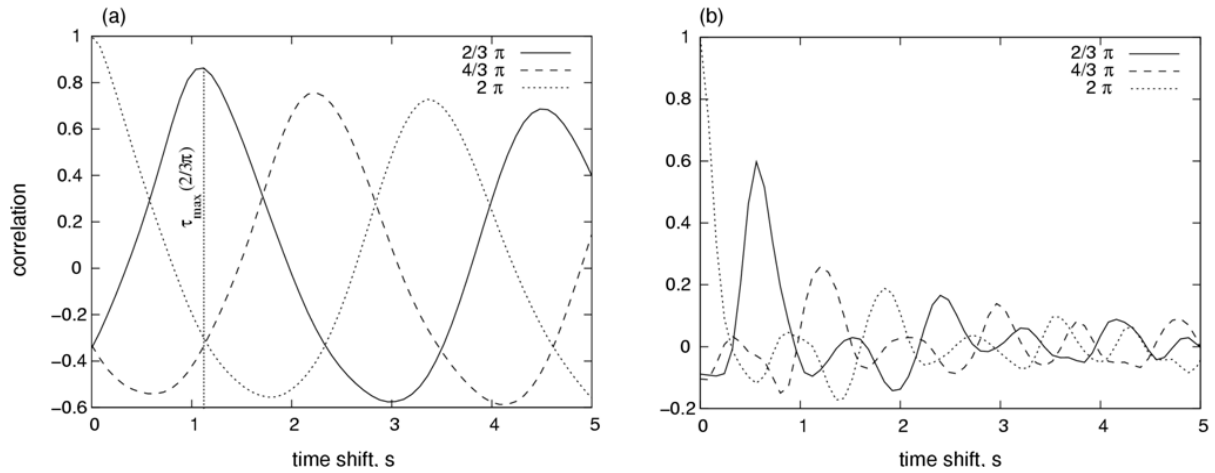 (a)
1
0.8
0.6
0.4
0.2
0
−0.2
−0.4
−0.6
0 1 2 3 4 5
correlation
time shift, s
2/3 π
4/3 π
2 π
τmax (2/3π)
(b)
1
0.8
0.6
0.4
0.2
0
−0.2
0 1 2 3 4 5
time shift, s
2/3 π
4/3 π
2 π